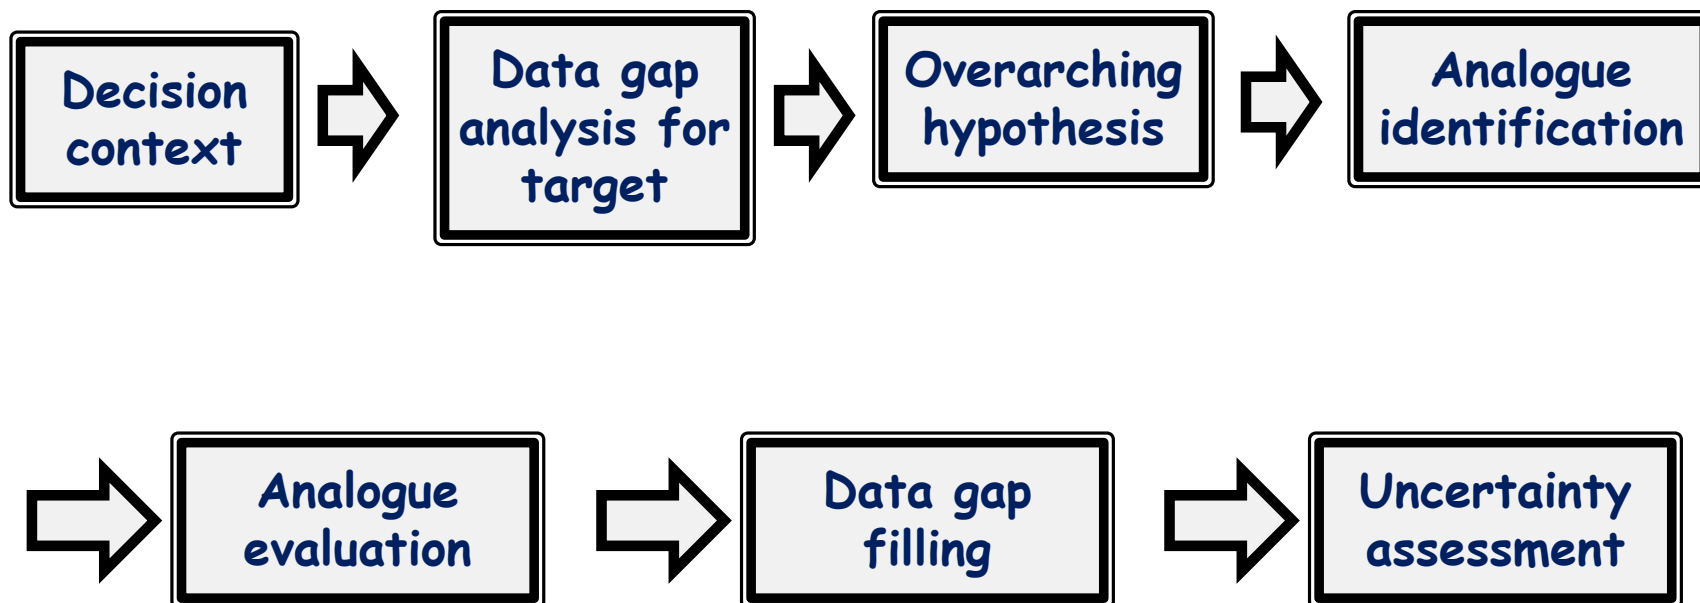 Decision
context
Data gap
analysis for
target
Overarching
hypothesis
Analogue
identification
Analogue
evaluation
Data gap
filling
Uncertainty
assessment